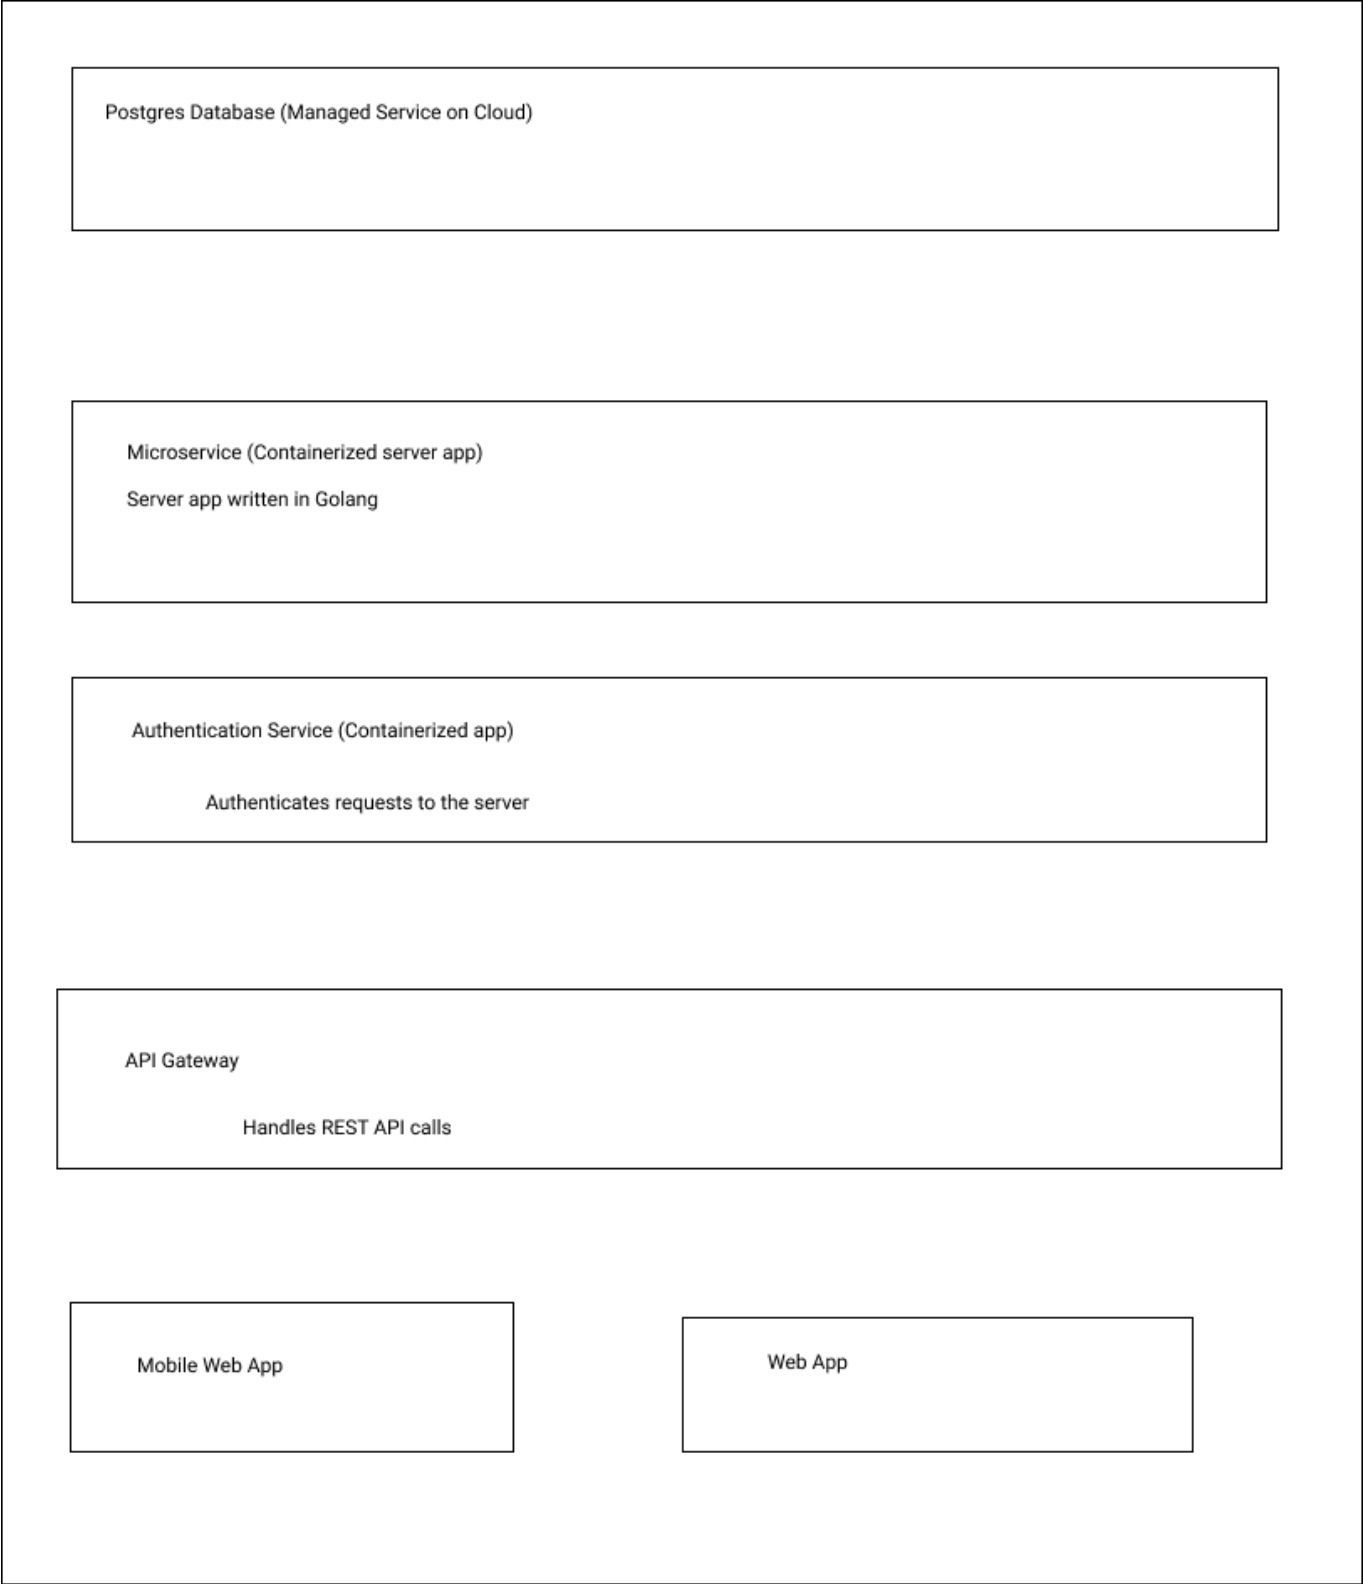 Postgres Database (Managed Service on Cloud)
Microservice (Containerized server app)
Server app written in Golang
Authentication Service (Containerized app)
Authenticates requests to the server
API Gateway
Handles REST API calls
Mobile Web App
Web App